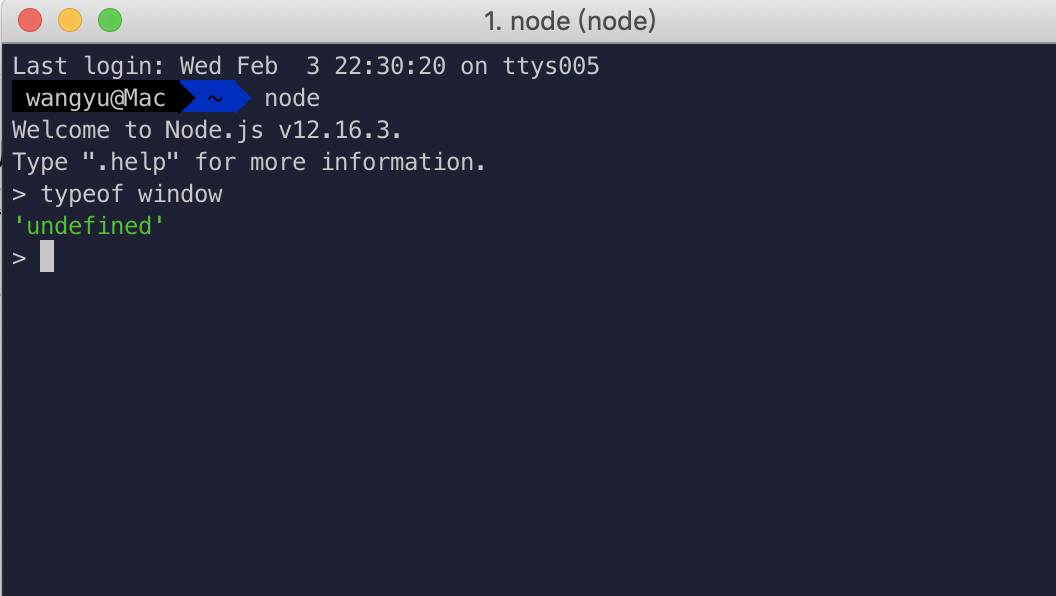 1. node (node)
Last login: Wed Feb  3 22:30:20 on ttys005
wangyu@Mac ~ node
Welcome to Node.js v12.16.3.
Type ".help" for more information.
> typeof window
'undefined'
>